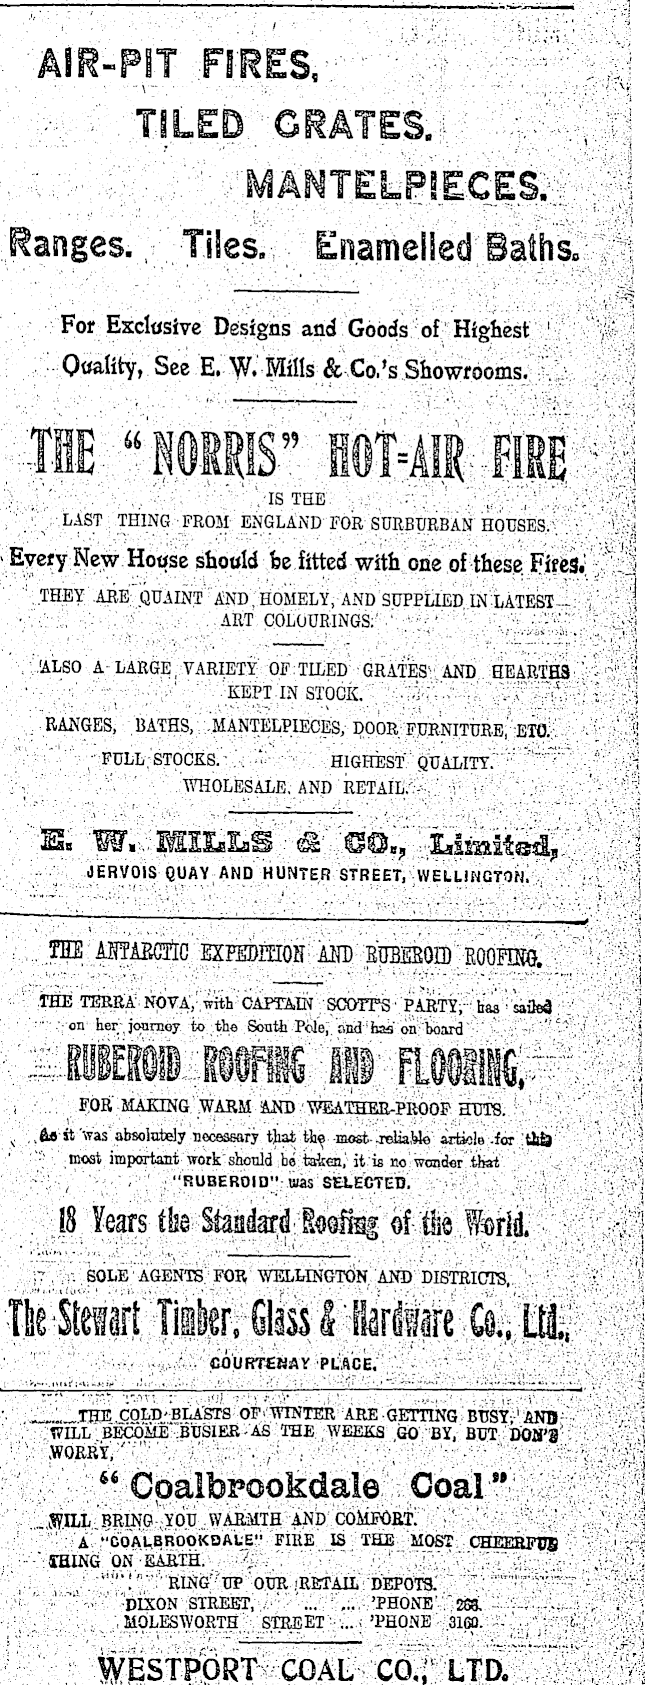 AIR-PIT FIRES,
TILED GRATES.
MANTELPIECES.
Ranges. Tiles. Enamelled Baths.
For Exclusive Designs and Goods of Highest
Quality, See E. W. Mills & Co.'s Showrooms.
THE "NORRIS" HOT=AIR FIRE
IS THE
LAST THING FROM ENGLAND FOR SURBURBAN HOUSES.
Every New House should be fitted with one of these Fires.
THEY ARE QUAINT AND HOMELY, AND SUPPLIED IN LATEST
ART COLOURINGS.
ALSO A LARGE VARIETY OF TILED GRATES AND HEARTHS
KEPT IN STOCK.
RANGES, BATHS, MANTELPIECES, DOOR FURNITURE, ETC.
FULL STOCKS. HIGHEST QUALITY.
WHOLESALE AND RETAIL.
E. W. MILLS & CO., Limited,
JERVOIS QUAY AND HUNTER STREET, WELLINGTON.
THE ANTARCTIC EXPEDITION AND RUBEROID ROOFING.
THE TERRA NOVA, with CAPTAIN SCOTT'S PARTY, has sailed
on her journey to the South Pole, and has on board
RUBEROID ROOFING AND FLOORING,
FOR MAKING WARM AND WEATHER-PROOF HUTS.
As it was absolutely necessary that the most reliable article for this
most important work should be taken, it is no wonder that
"RUBEROID" was SELECTED.
18 Years the Standard Roofing of the World.
SOLE AGENTS FOR WELLINGTON AND DISTRICTS,
The Stewart Timber, Glass & Hardware Co., Ltd.,
COURTENAY PLACE.
THE COLD BLASTS OF WINTER ARE GETTING BUSY, AND
WILL BECOME BUSIER AS THE WEEKS GO BY, BUT DON'T
WORRY,
"Coalbrookdale Coal"
WILL BRING YOU WARMTH AND COMFORT.
A "COALBROOKDALE" FIRE IS THE MOST CHEERFUL
THING ON EARTH.
RING UP OUR RETAIL DEPOTS.
DIXON STREET, ... ... 'PHONE 268.
MOLESWORTH STREET ... 'PHONE 3160.
WESTPORT COAL CO., LTD.